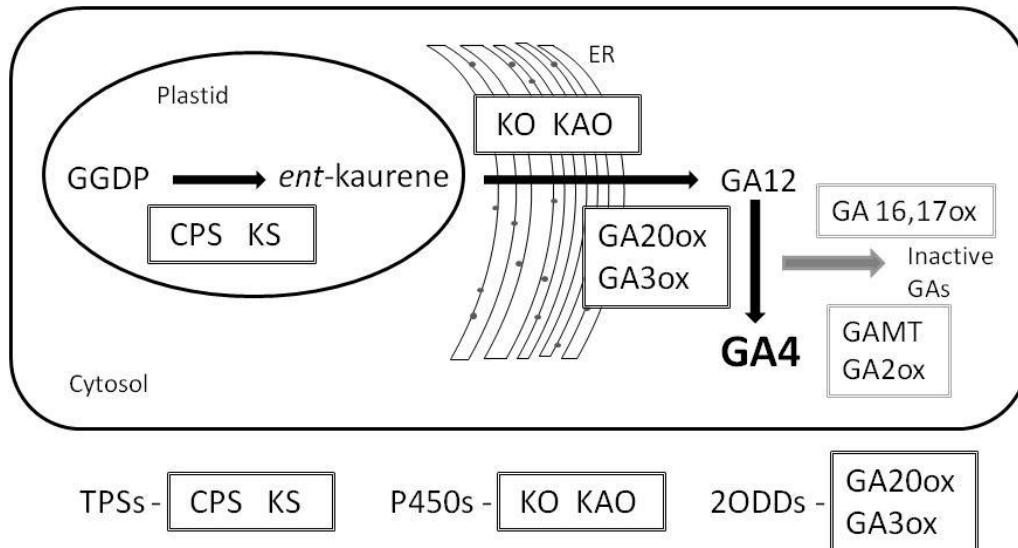 ER
Plastid
KO KAO
GGDP
ent-kaurene
GA12
GA 16,17ox
CPS KS
GA20ox
GA3ox
Inactive
GAs
GA4
GAMT
GA2ox
Cytosol
TPSs - CPS KS
P450s - KO KAO
2ODDs - GA20ox
GA3ox